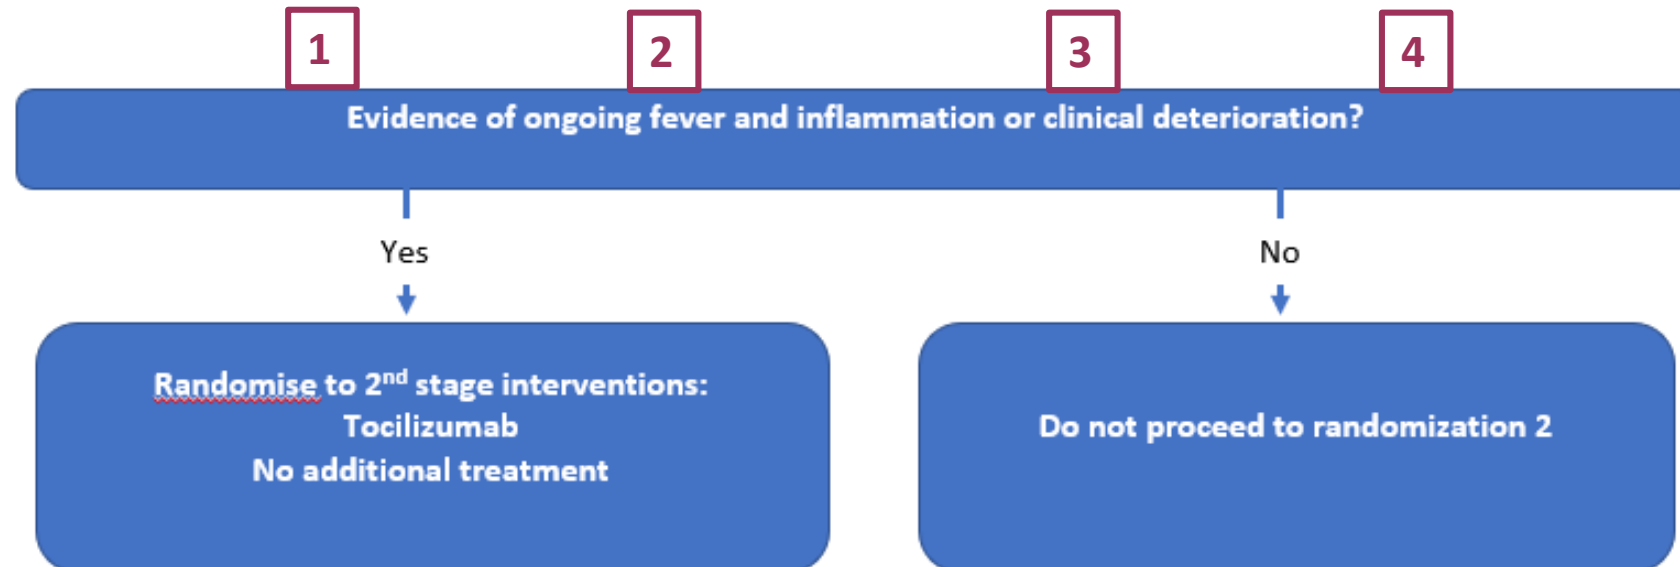 1 2 3 4
Evidence of ongoing fever and inflammation or clinical deterioration?
Yes No
Randomise to 2nd stage interventions:
Tocilizumab
No additional treatment
Do not proceed to randomization 2